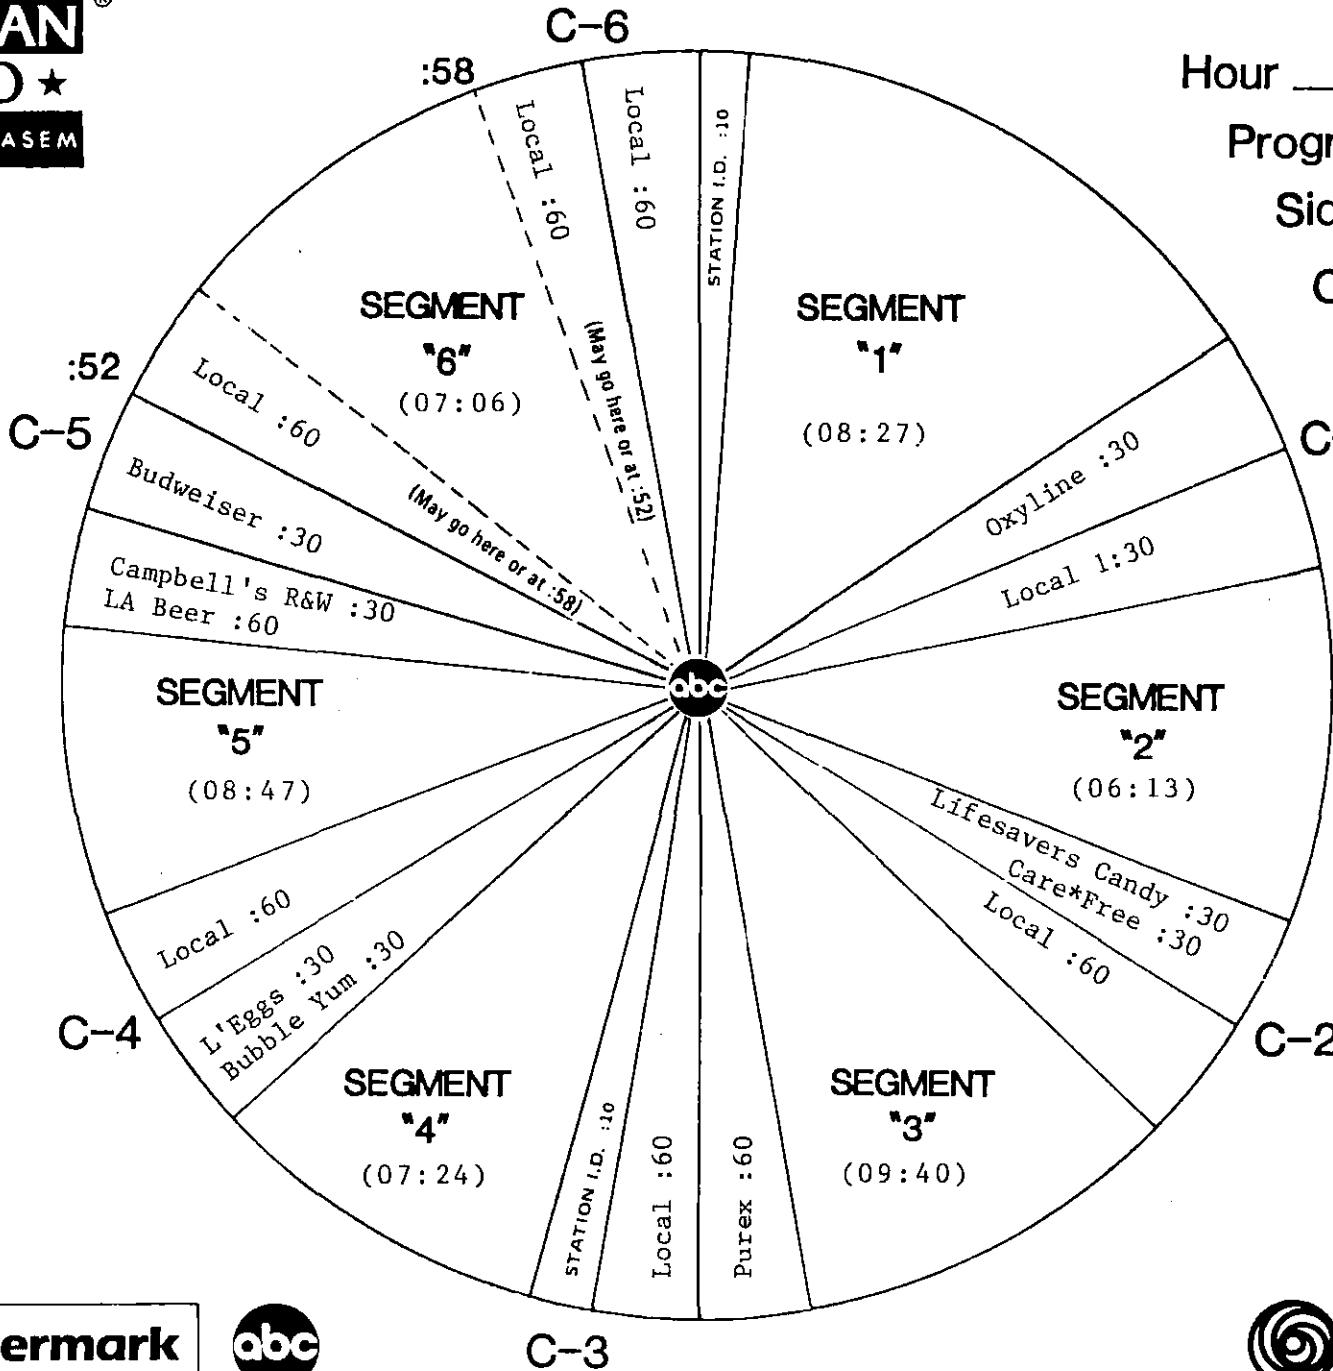 AN
®
ASEM
C-6
:58
Hour
Local :60
Local :60
STATION I.D. :10
SEGMENT
"6"
(07:06)
(May go here or at :52)
SEGMENT
"1"
(08:27)
:52
C-5
Local :60
(May go here or at :58)
Oxyline :30
Local 1:30
Budweiser :30
Campbell's R&W :30
LA Beer :60
abc
SEGMENT
"5"
(08:47)
SEGMENT
"2"
(06:13)
Lifesavers Candy :30
Care*Free :30
Local :60
C-2
Local :60
L'Eggs :30
Bubble Yum :30
C-4
SEGMENT
"4"
(07:24)
STATION I.D. :10
Local :60
Purex :60
SEGMENT
"3"
(09:40)
C-3
ermark
abc